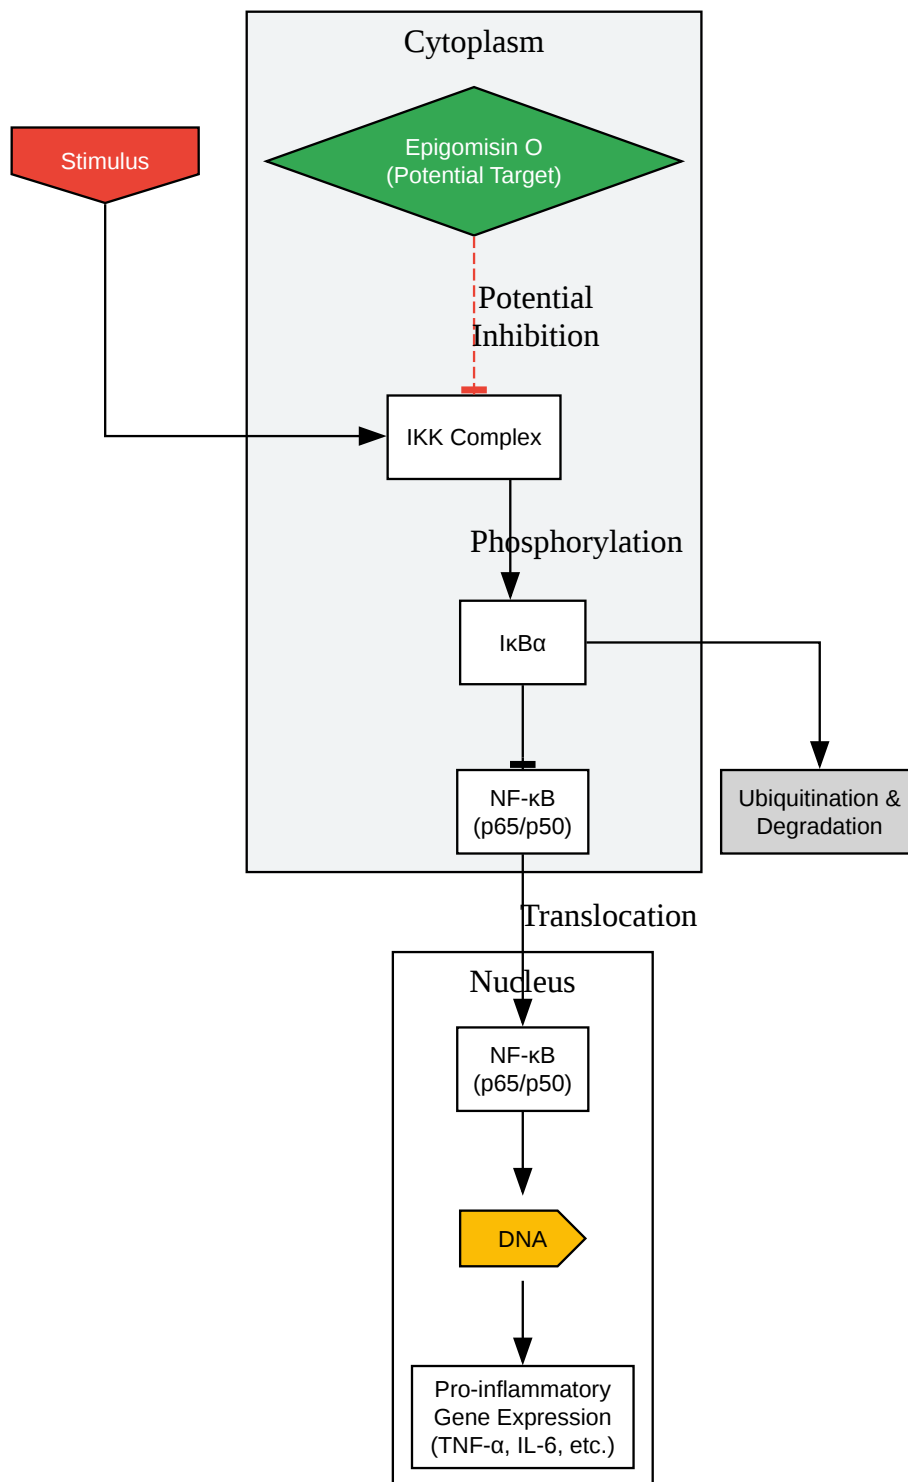 Cytoplasm
Stimulus
Epigomisin O
(Potential Target)
Potential
Inhibition
IKK Complex
Phosphorylation
IκBα
NF-κB
(p65/p50)
Ubiquitination &
Degradation
Translocation
Nucleus
NF-κB
(p65/p50)
DNA
Pro-inflammatory
Gene Expression
(TNF-α, IL-6, etc.)